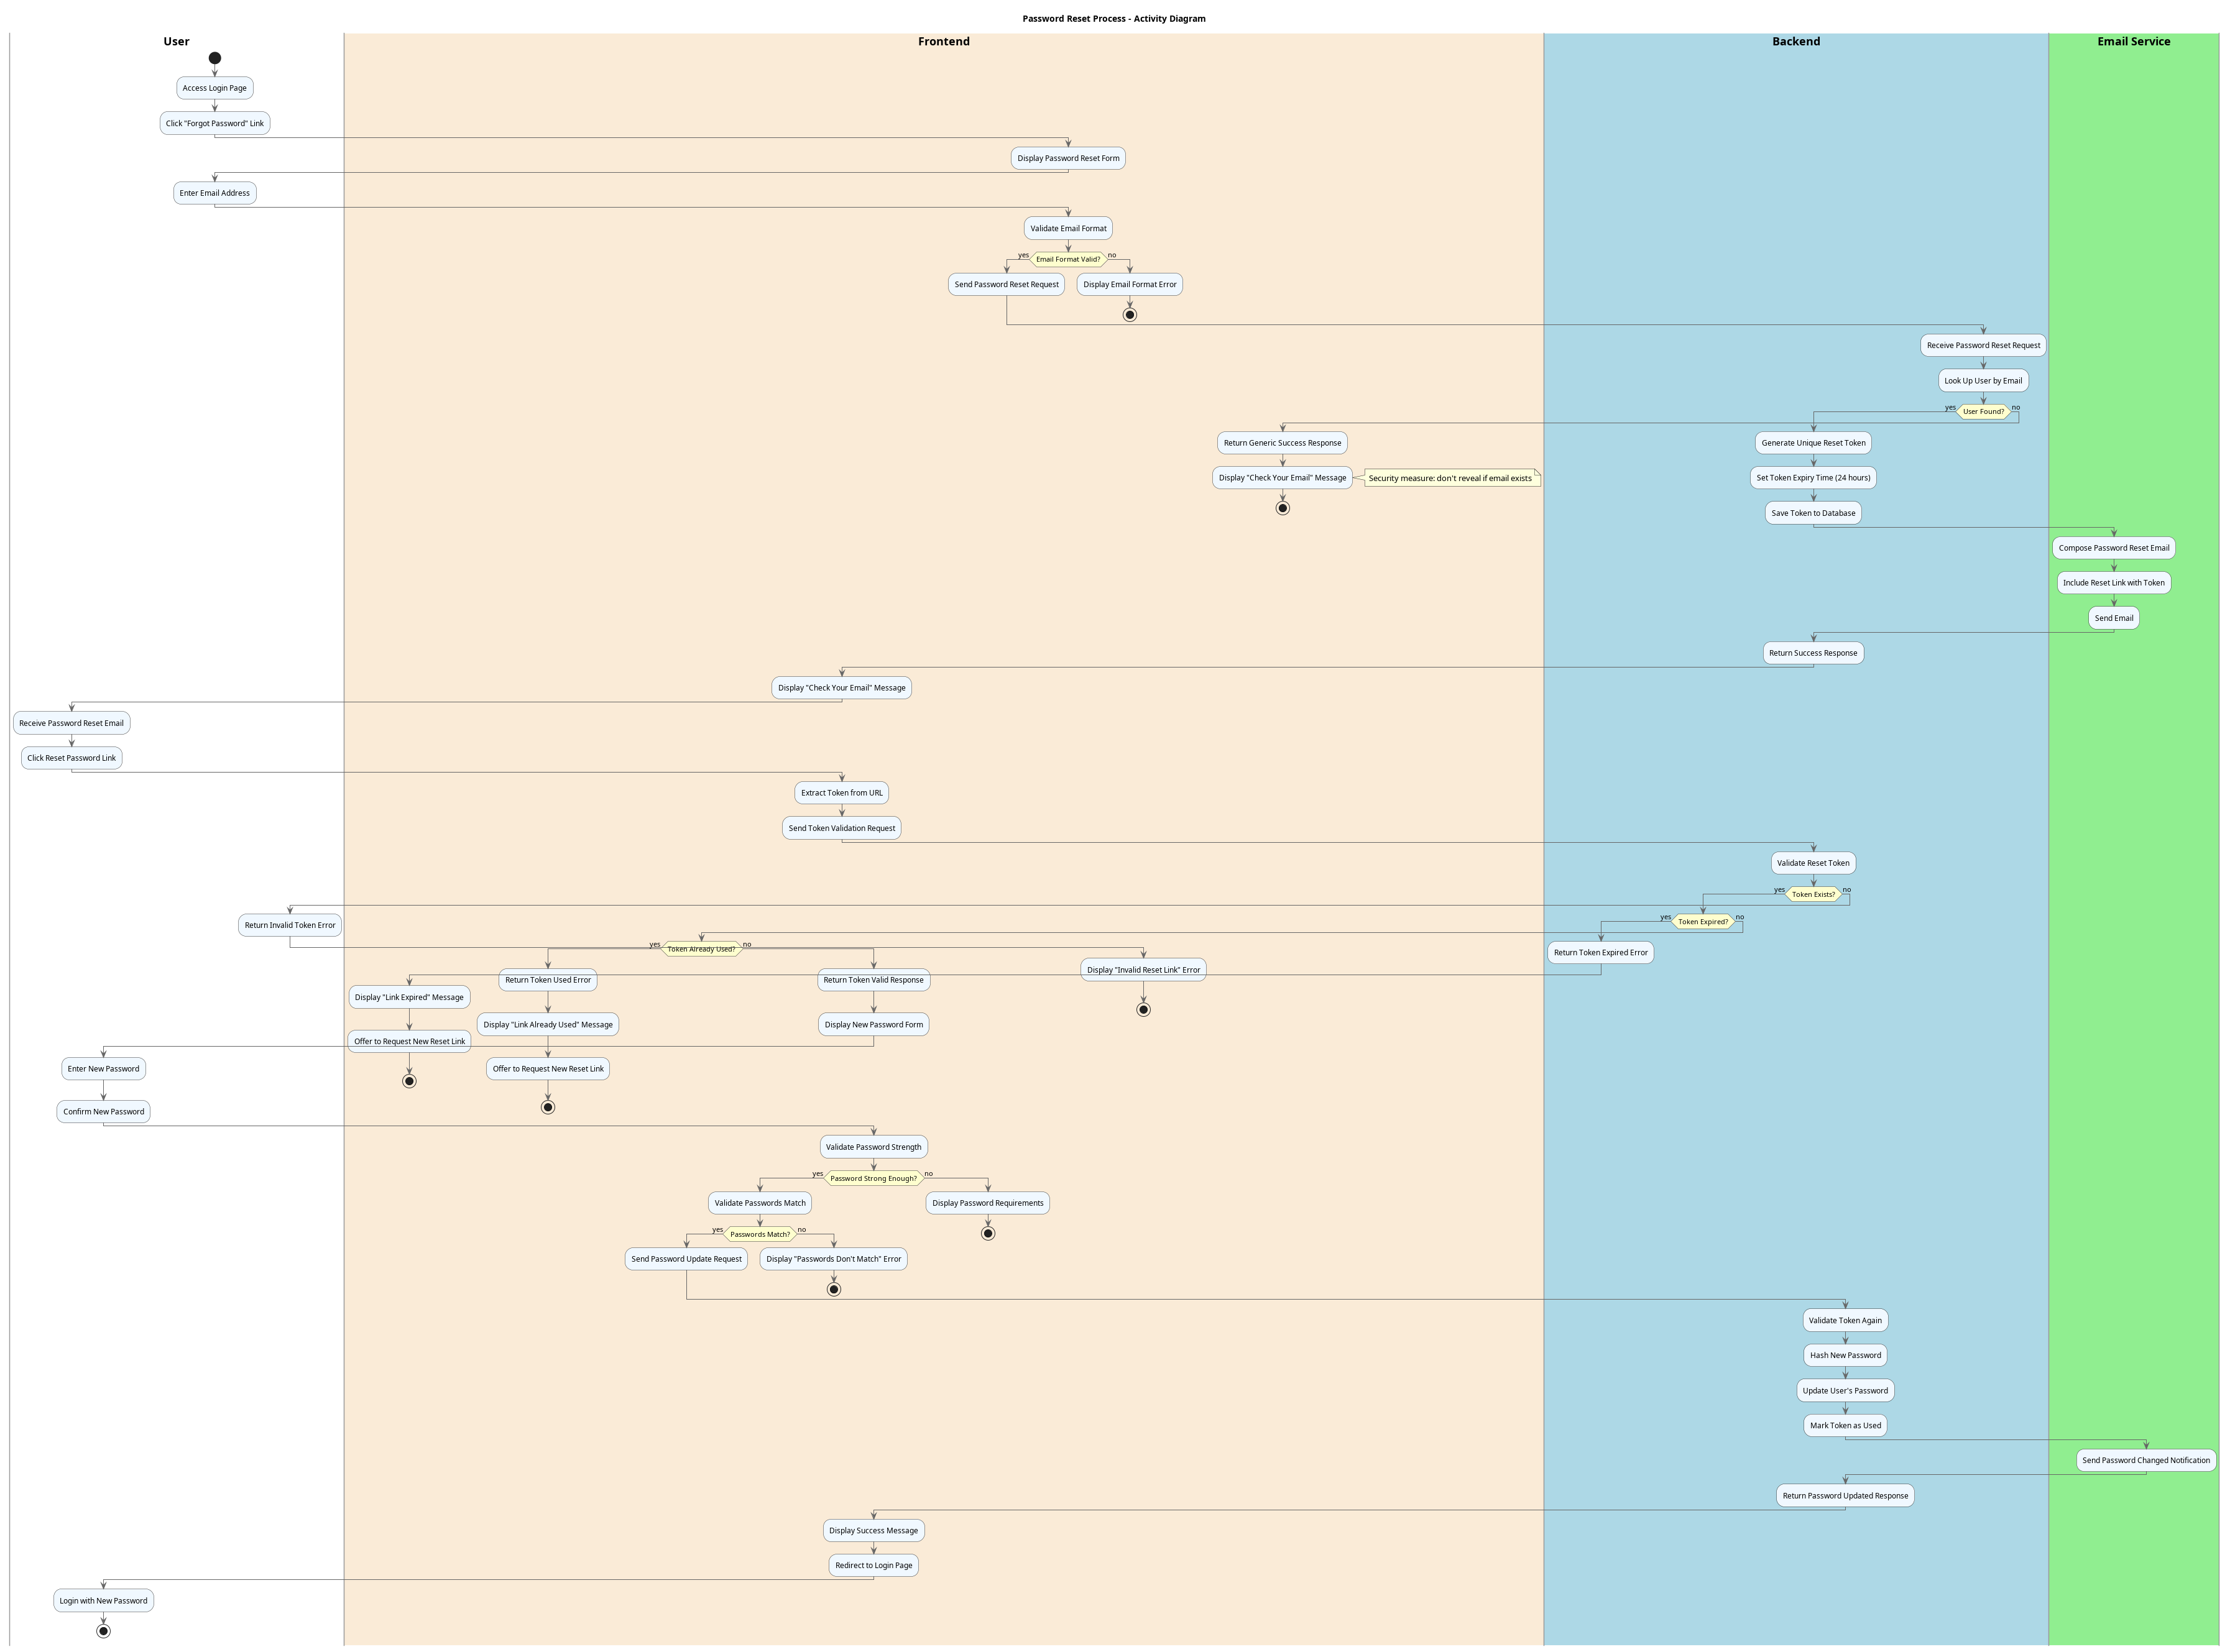 Password Reset Process - Activity Diagram
User
Frontend
Backend
Email Service
Access Login Page
Click "Forgot Password" Link
Display Password Reset Form
Enter Email Address
Validate Email Format
yes
Email Format Valid?
no
Send Password Reset Request
Display Email Format Error
Receive Password Reset Request
Look Up User by Email
yes
User Found?
no
Return Generic Success Response
Generate Unique Reset Token
Display "Check Your Email" Message
Security measure: don't reveal if email exists
Set Token Expiry Time (24 hours)
Save Token to Database
Compose Password Reset Email
Include Reset Link with Token
Send Email
Return Success Response
Display "Check Your Email" Message
Receive Password Reset Email
Click Reset Password Link
Extract Token from URL
Send Token Validation Request
Validate Reset Token
yes
Token Exists?
no
Return Invalid Token Error
yes
Token Expired?
no
yes
Token Already Used?
no
Return Token Expired Error
Display "Invalid Reset Link" Error
Return Token Used Error
Return Token Valid Response
Display "Link Expired" Message
Display "Link Already Used" Message
Display New Password Form
Offer to Request New Reset Link
Enter New Password
Offer to Request New Reset Link
Confirm New Password
Validate Password Strength
yes
Password Strong Enough?
no
Validate Passwords Match
Display Password Requirements
yes
Passwords Match?
no
Send Password Update Request
Display "Passwords Don't Match" Error
Validate Token Again
Hash New Password
Update User's Password
Mark Token as Used
Send Password Changed Notification
Return Password Updated Response
Display Success Message
Redirect to Login Page
Login with New Password